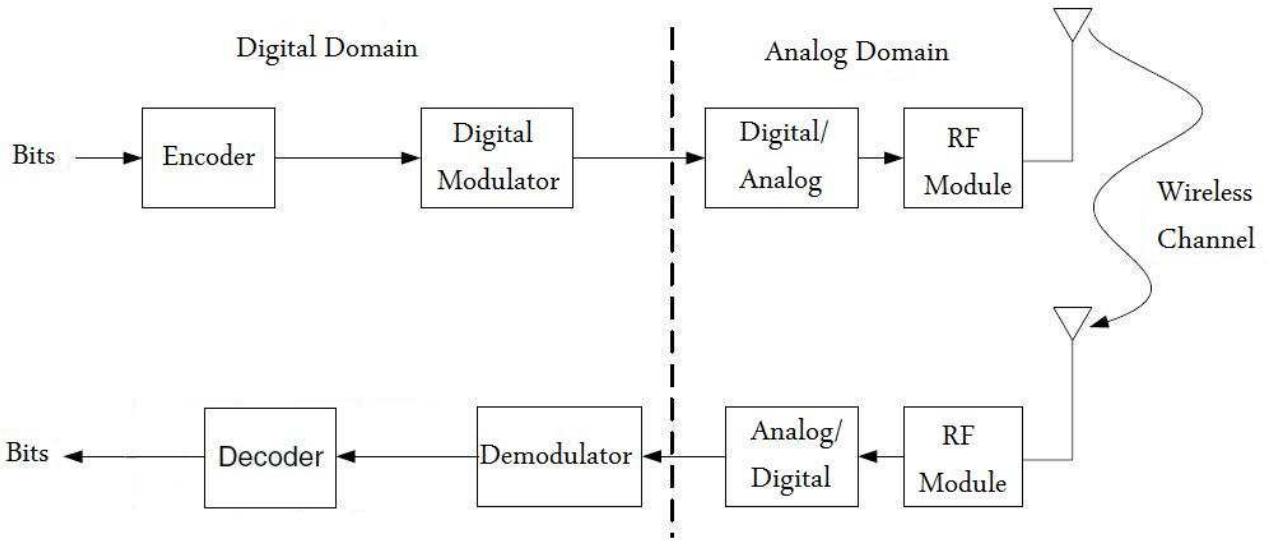 Digital Domain
Analog Domain
Bits
Encoder
Digital
Modulator
Digital/
Analog
RF
Module
Wireless
Channel
Bits
Decoder
Demodulator
Analog/
Digital
RF
Module